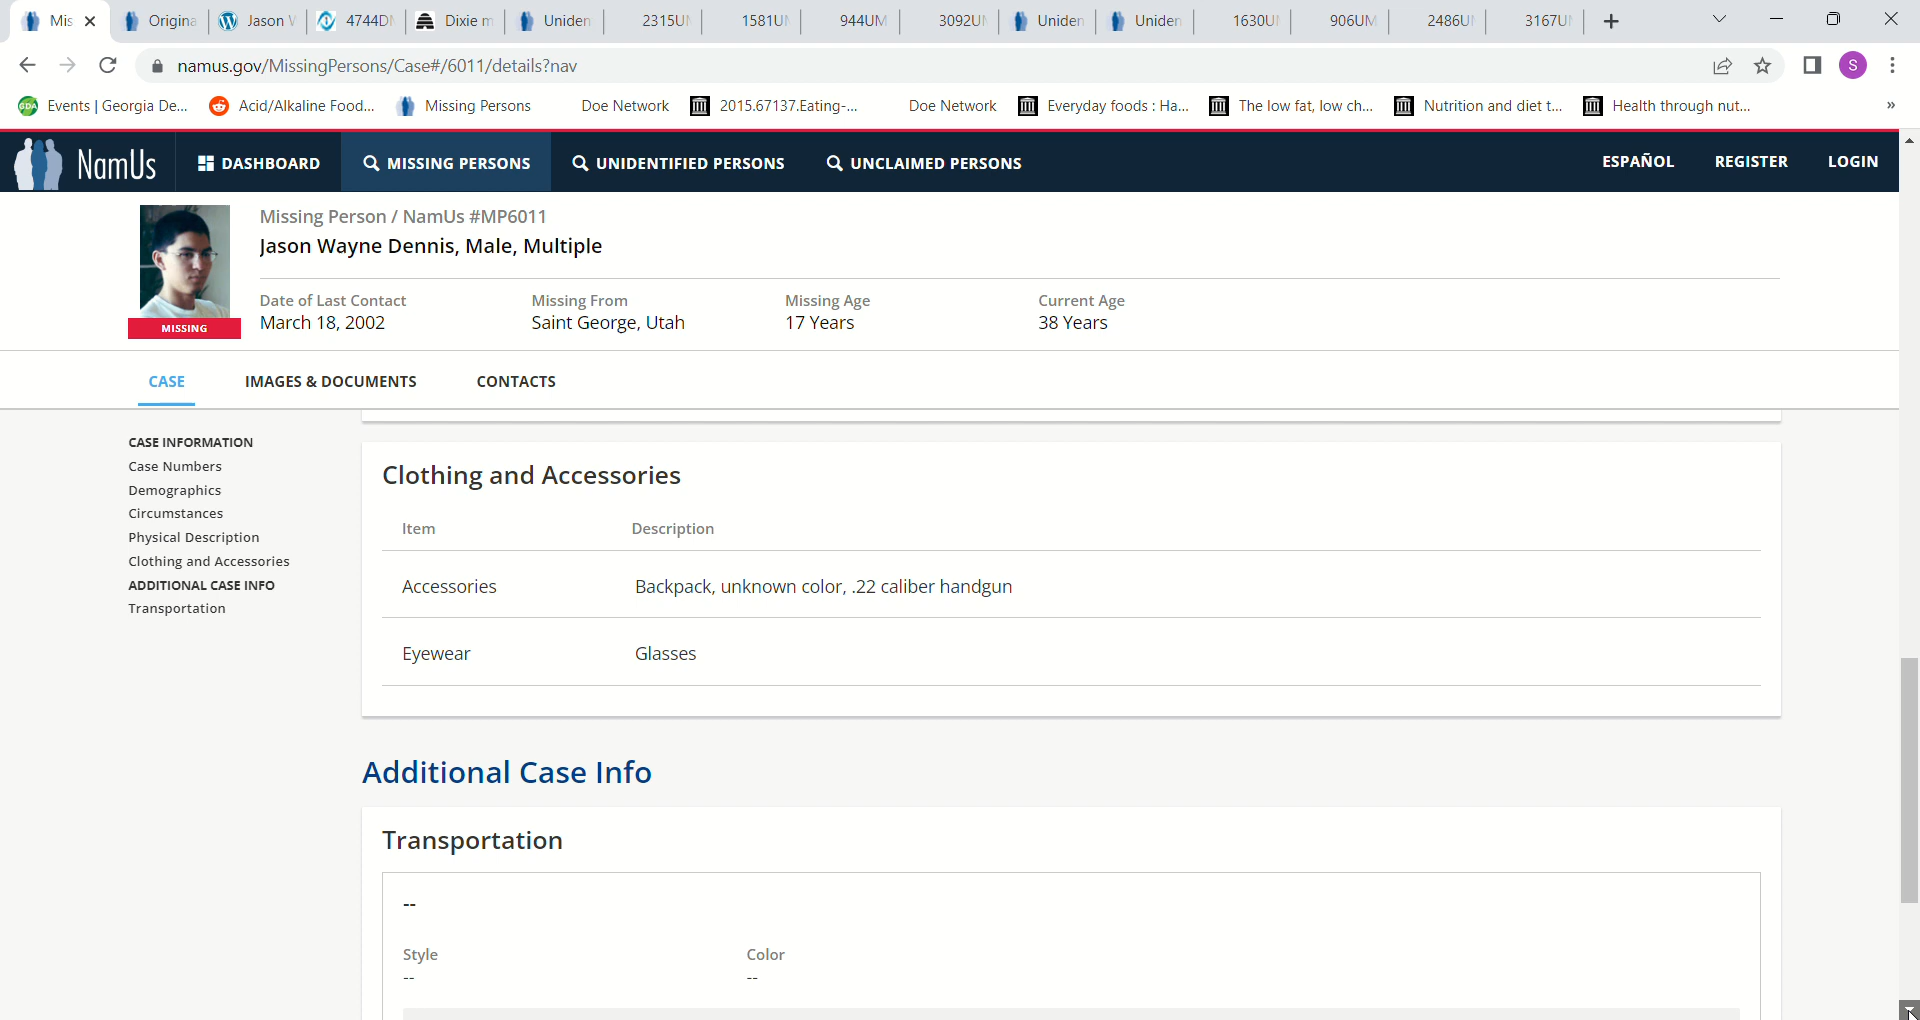 Mis
Origina
Jason W
4744D
Dixie m
Uniden
2315U
1581U
944UM
3092U
Uniden
Uniden
1630U
906UM
2486U
3167U
namus.gov/MissingPersons/Case#/6011/details?nav
S
Events | Georgia De...
Acid/Alkaline Food...
Missing Persons
Doe Network
2015.67137.Eating-...
Doe Network
Everyday foods : Ha...
The low fat, low ch...
Nutrition and diet t...
Health through nut...
»
NamUs
DASHBOARD
MISSING PERSONS
UNIDENTIFIED PERSONS
UNCLAIMED PERSONS
ESPAÑOL
REGISTER
LOGIN
Missing Person / NamUs #MP6011
Jason Wayne Dennis, Male, Multiple
MISSING
Date of Last Contact
March 18, 2002
Missing From
Saint George, Utah
Missing Age
17 Years
Current Age
38 Years
CASE
IMAGES & DOCUMENTS
CONTACTS
CASE INFORMATION
Case Numbers
Demographics
Circumstances
Physical Description
Clothing and Accessories
ADDITIONAL CASE INFO
Transportation
Clothing and Accessories
Item Description
Accessories Backpack, unknown color, .22 caliber handgun
Eyewear Glasses
Additional Case Info
Transportation
--
Style Color
-- --